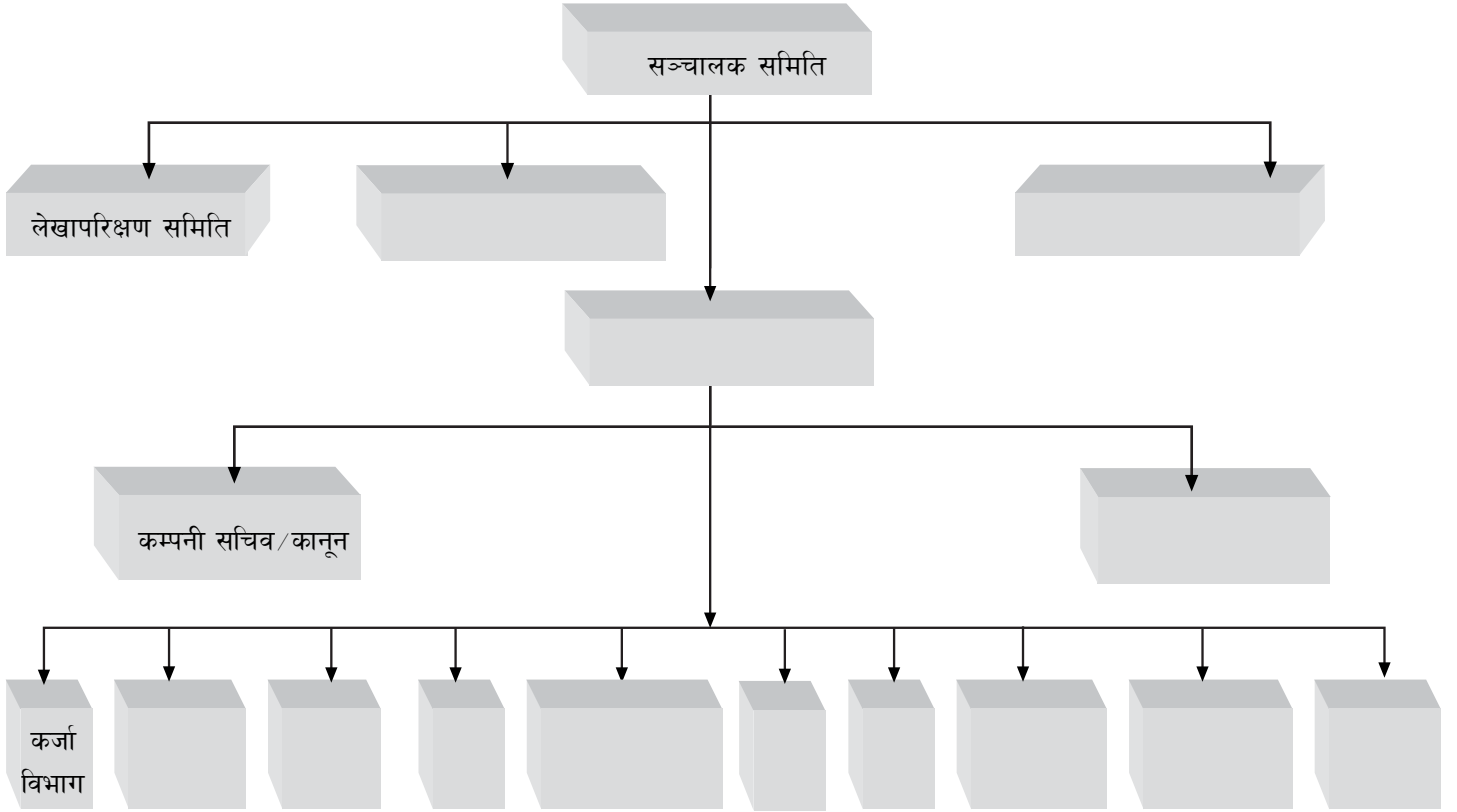 सञ्चालक समिति
लेखापरिक्षण समिति
कम्पनी सचिव/कानून
कर्जा
विभाग